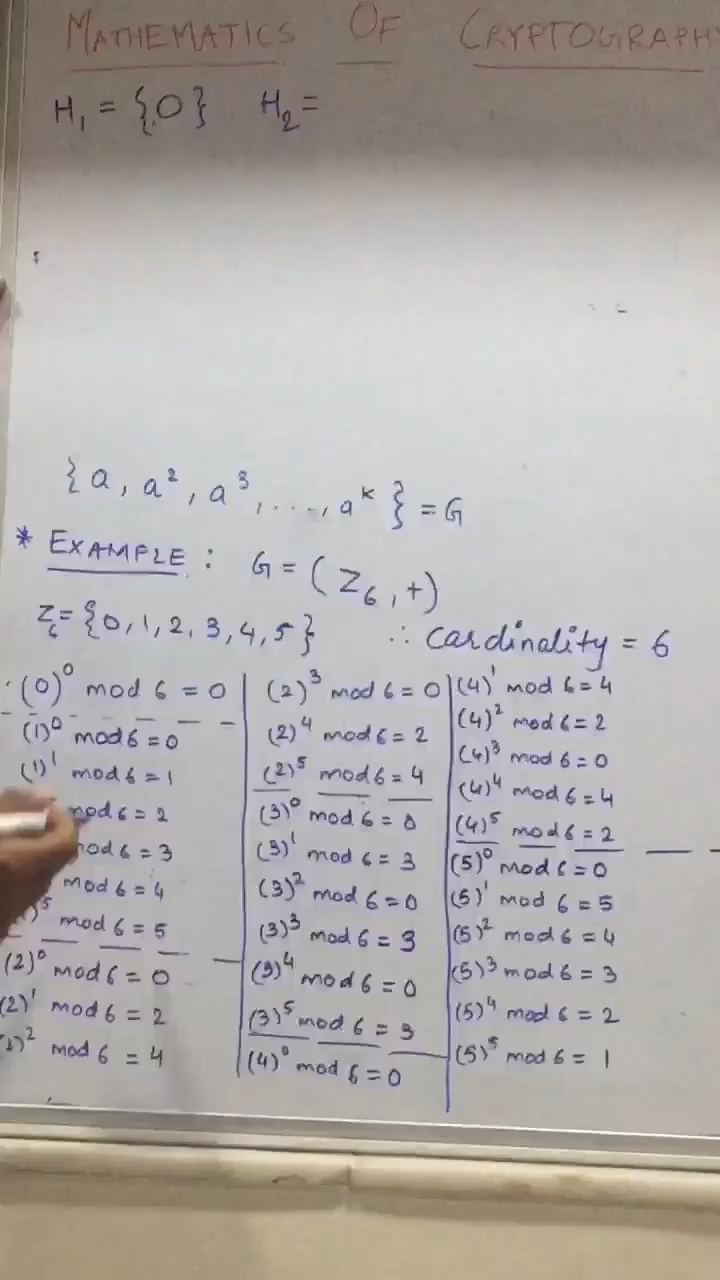 MATHEMATICS OF CRYPTOGRAPHY
H₁ = {0} H₂ =
{a, a², a³, ..., aᵏ} = G
* EXAMPLE : G = (Z₆, +)
Z₆ = {0, 1, 2, 3, 4, 5} ∴ Cardinality = 6
(0)⁰ mod 6 = 0
(1)⁰ mod 6 = 0
(1)¹ mod 6 = 1
mod 6 = 2
mod 6 = 3
mod 6 = 4
)⁵ mod 6 = 5
(2)⁰ mod 6 = 0
(2)¹ mod 6 = 2
(2)² mod 6 = 4
(2)³ mod 6 = 0
(2)⁴ mod 6 = 2
(2)⁵ mod 6 = 4
(3)⁰ mod 6 = 0
(3)¹ mod 6 = 3
(3)² mod 6 = 0
(3)³ mod 6 = 3
(3)⁴ mod 6 = 0
(3)⁵ mod 6 = 3
(4)⁰ mod 6 = 0
(4)¹ mod 6 = 4
(4)² mod 6 = 2
(4)³ mod 6 = 0
(4)⁴ mod 6 = 4
(4)⁵ mod 6 = 2
(5)⁰ mod 6 = 0
(5)¹ mod 6 = 5
(5)² mod 6 = 4
(5)³ mod 6 = 3
(5)⁴ mod 6 = 2
(5)⁵ mod 6 = 1